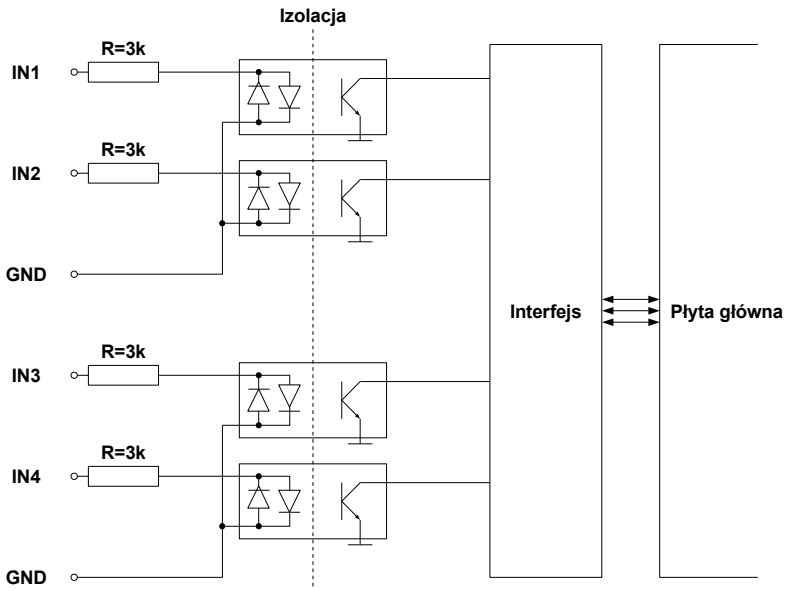 Izolacja
R=3k
IN1
R=3k
IN2
GND
Interfejs
Płyta główna
R=3k
IN3
R=3k
IN4
GND